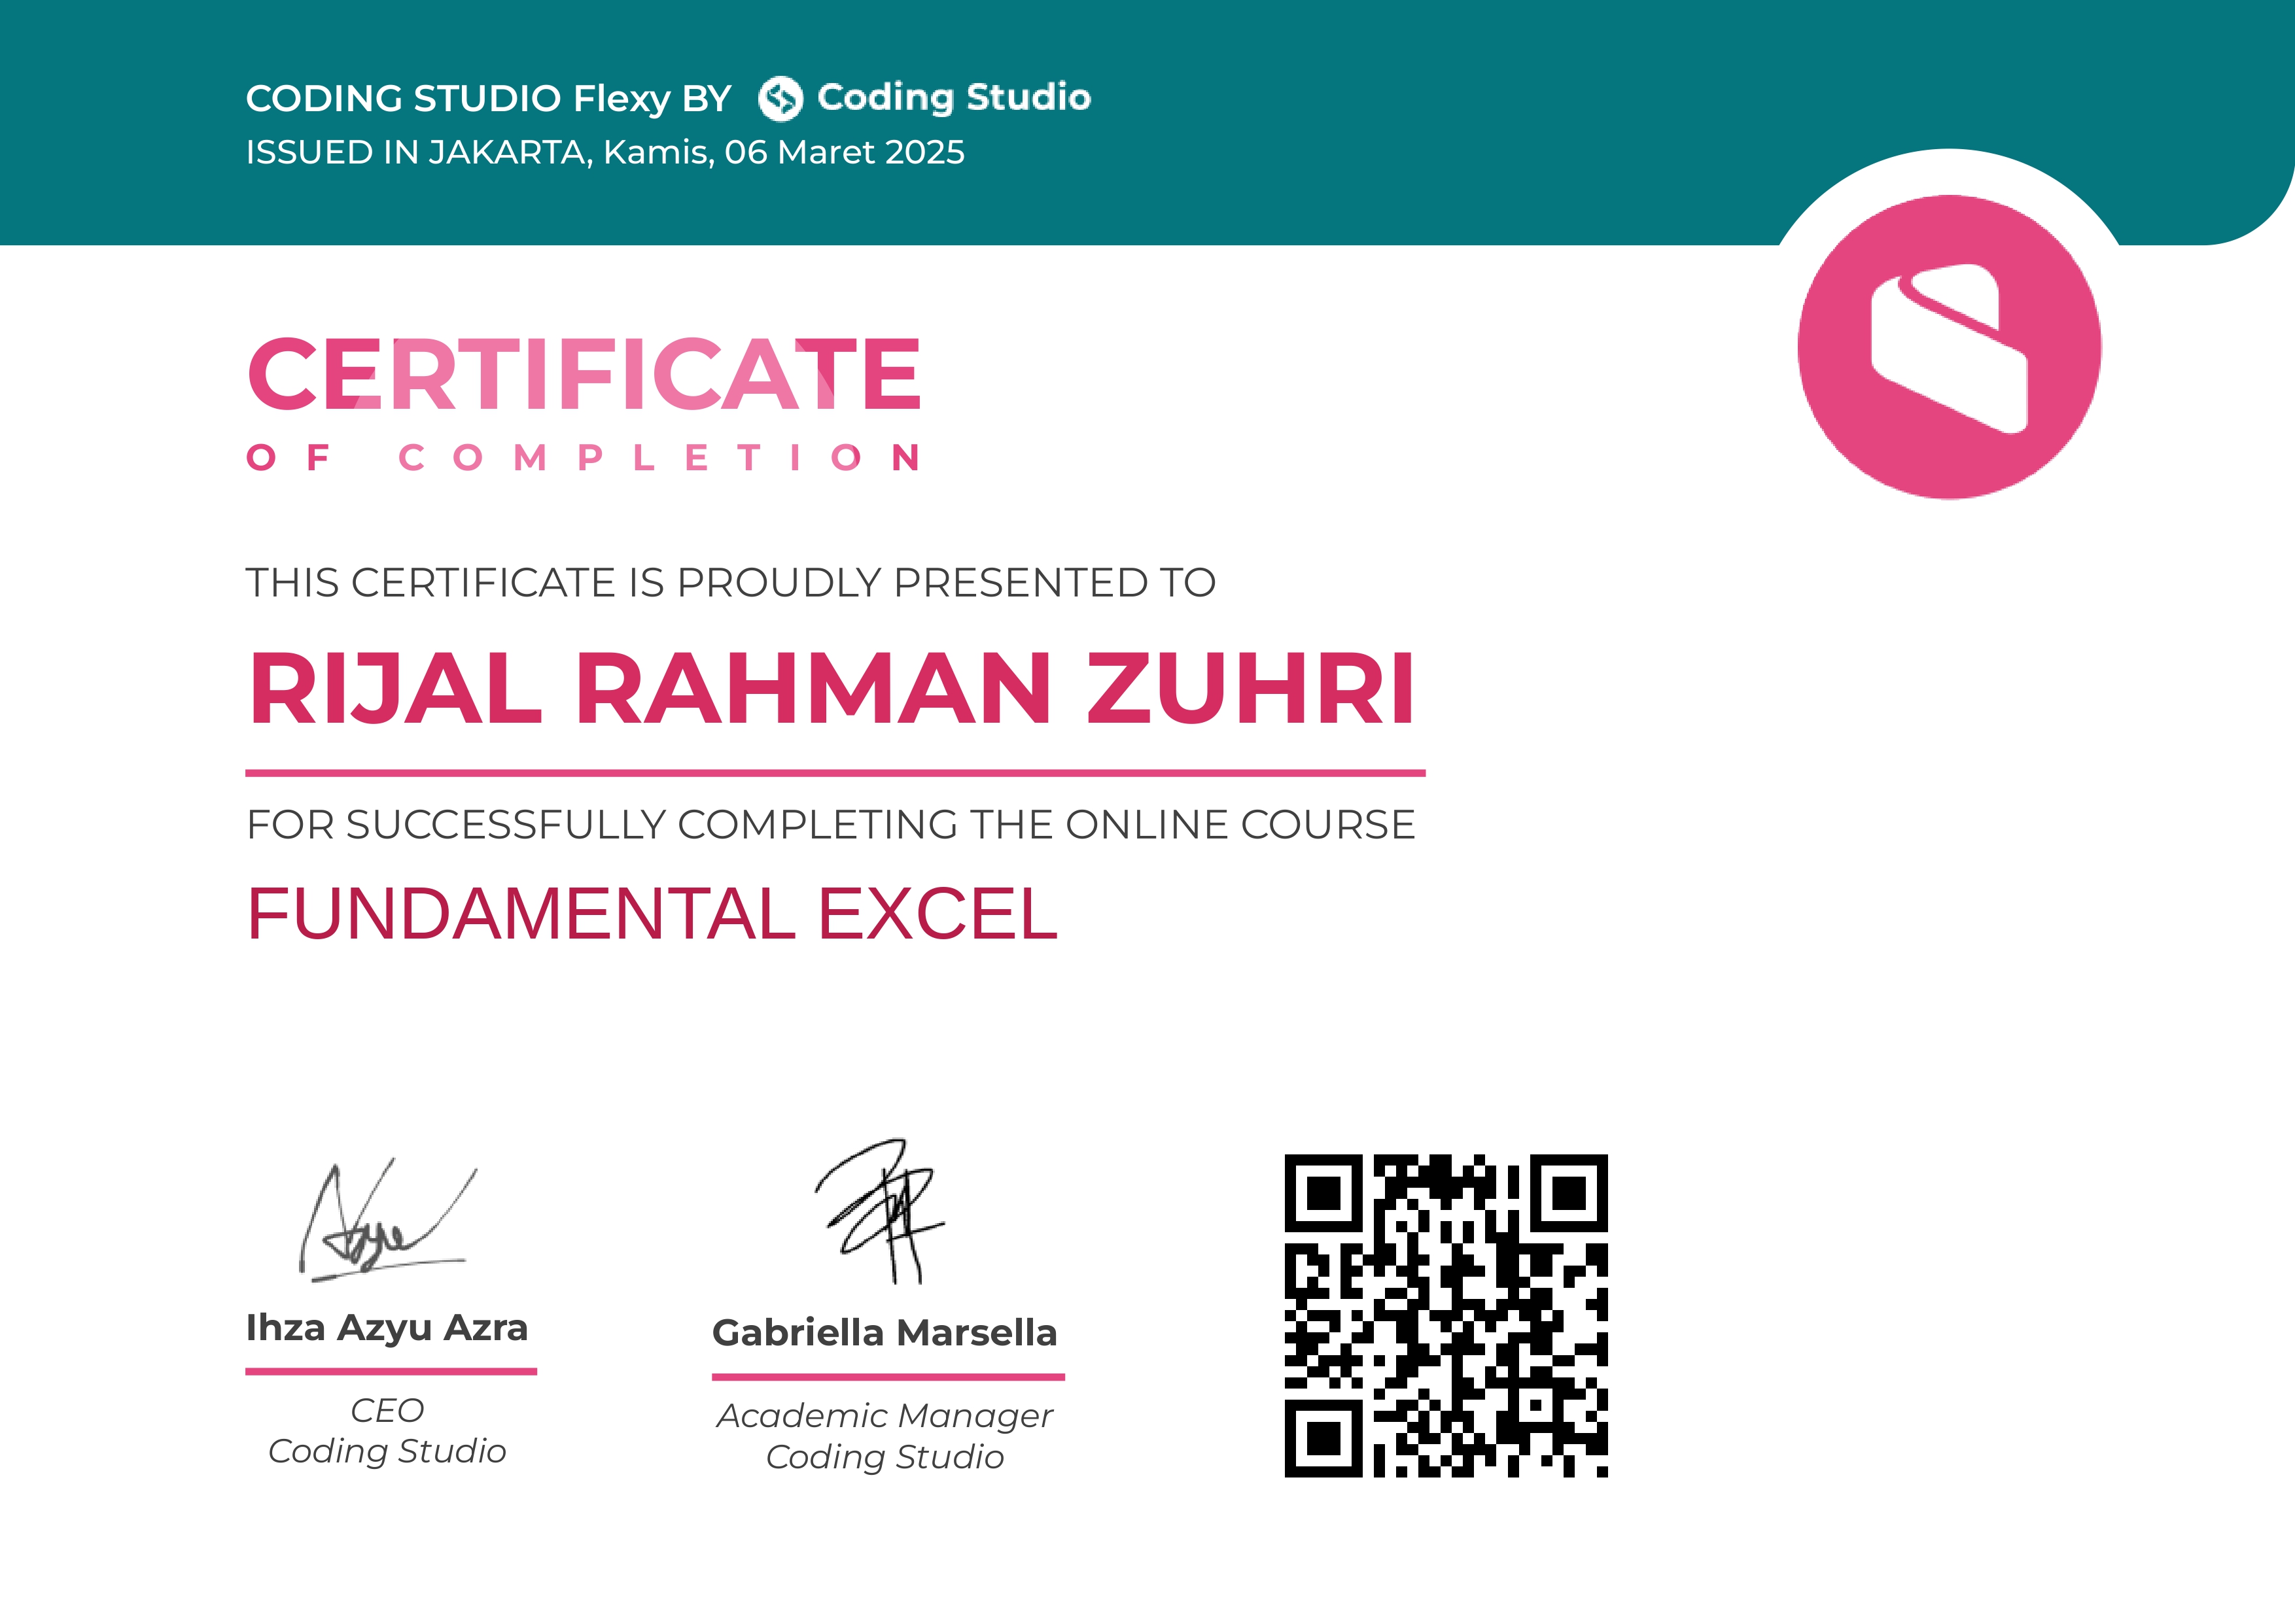 CODING STUDIO Flexy BY Coding Studio
ISSUED IN JAKARTA, Kamis, 06 Maret 2025
CERTIFICATE
OF COMPLETION
THIS CERTIFICATE IS PROUDLY PRESENTED TO
RIJAL RAHMAN ZUHRI
FOR SUCCESSFULLY COMPLETING THE ONLINE COURSE
FUNDAMENTAL EXCEL
Azyu
Ihza Azyu Azra
CEO
Coding Studio
Gabriella Marsella
Academic Manager
Coding Studio